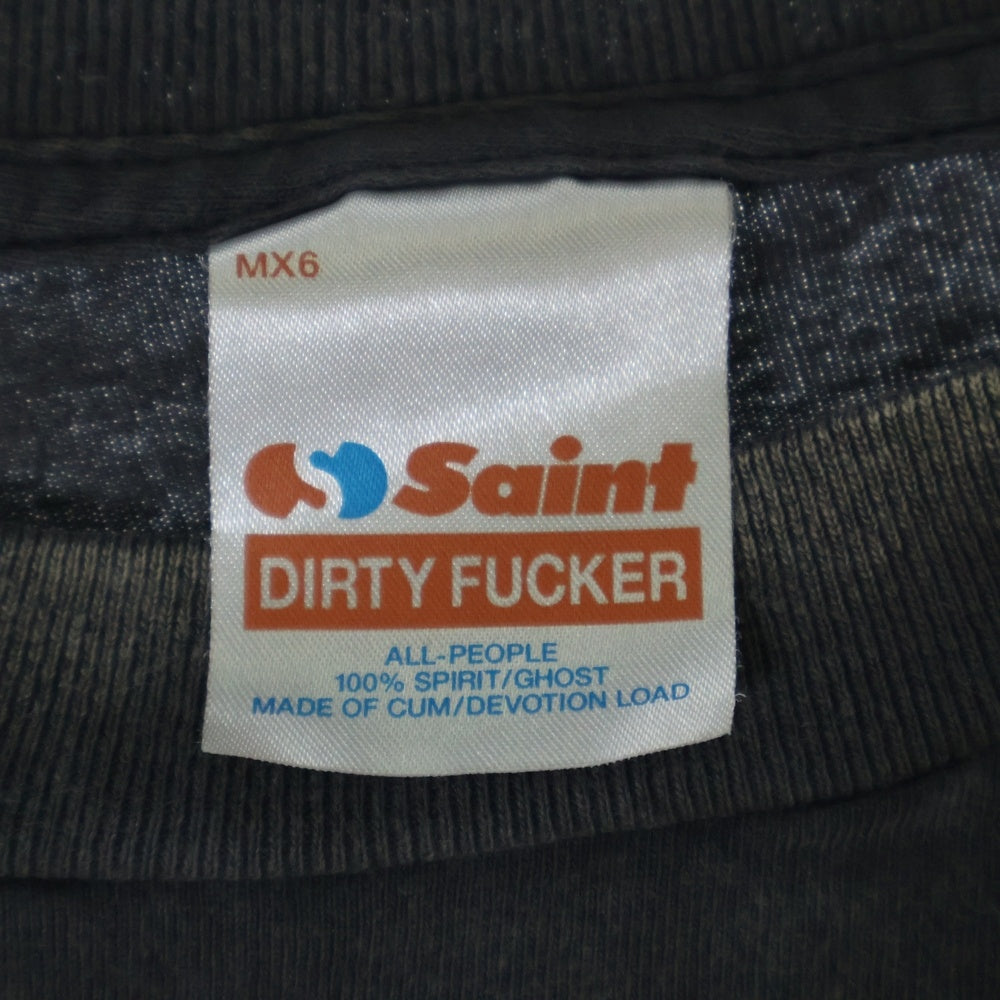 MX6
Saint
DIRTY FUCKER
ALL-PEOPLE
100% SPIRIT/GHOST
MADE OF CUM/DEVOTION LOAD